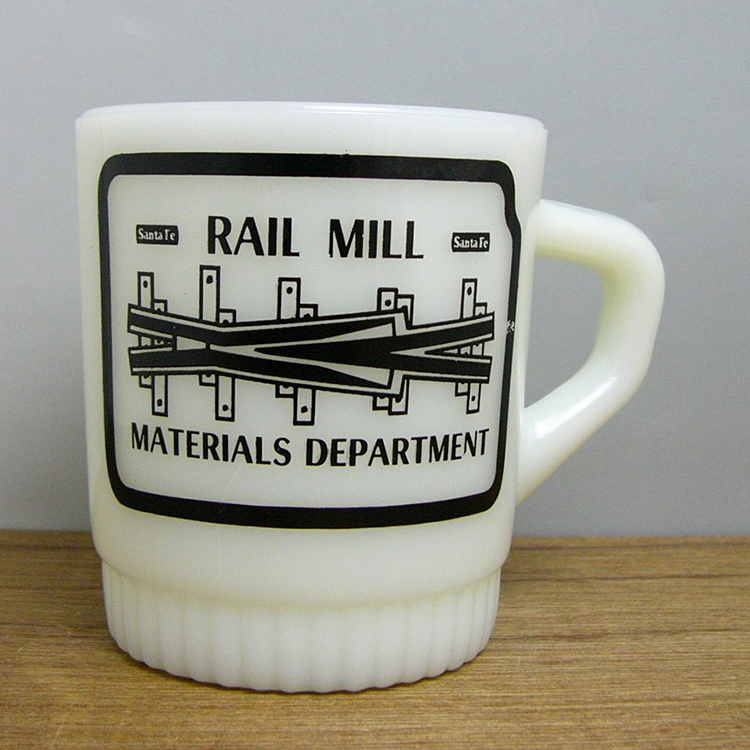 Santa Fe RAIL MILL Santa Fe
MATERIALS DEPARTMENT